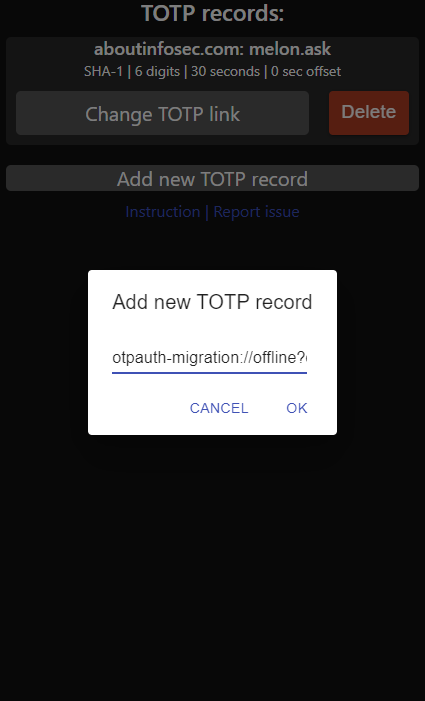 TOTP records:
aboutinfosec.com: melon.ask
SHA-1 | 6 digits | 30 seconds | 0 sec offset
Change TOTP link
Delete
Add new TOTP record
Instruction | Report issue
Add new TOTP record
otpauth-migration://offline?
CANCEL OK